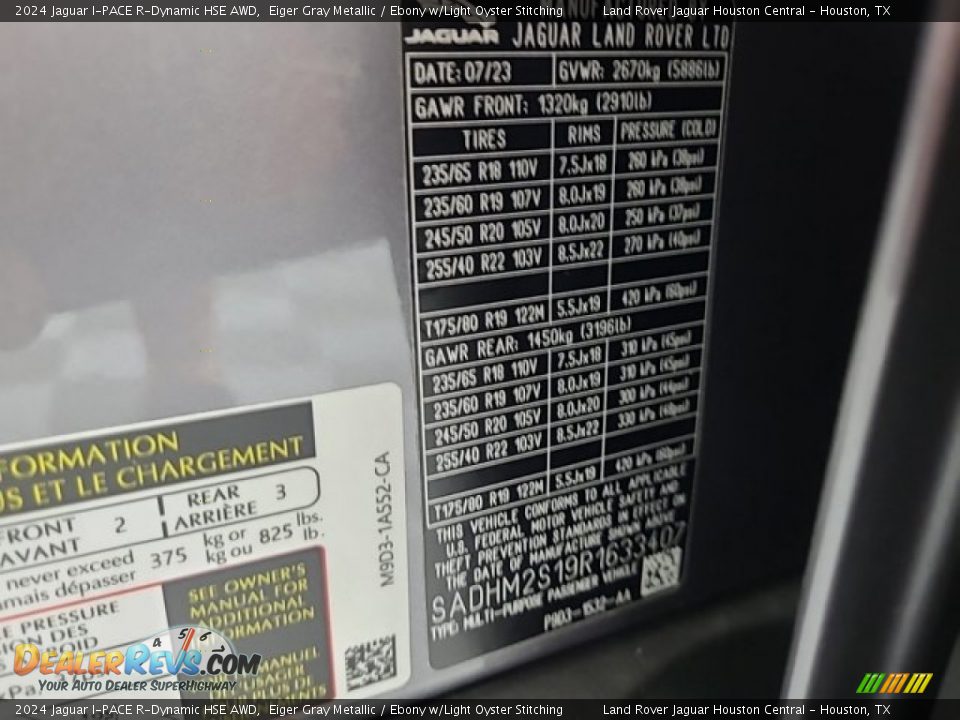 2024 Jaguar I-PACE R-Dynamic HSE AWD,  Eiger Gray Metallic / Ebony w/Light Oyster Stitching          Land Rover Jaguar Houston Central - Houston, TX
JAGUAR JAGUAR LAND ROVER LTD
DATE: 07/23 GVWR: 2670kg (5886lb)
GAWR FRONT: 1320kg (2910lb)
TIRES RIMS PRESSURE (COLD)
235/65 R18 110V 7.5Jx18 260 kPa (38psi)
235/60 R19 107V 8.0Jx19 260 kPa (38psi)
245/50 R20 105V 8.0Jx20 250 kPa (37psi)
255/40 R22 103V 8.5Jx22 270 kPa (40psi)
T175/80 R19 122M 5.5Jx19 420 kPa (60psi)
GAWR REAR: 1450kg (3196lb)
235/65 R18 110V 7.5Jx18 310 kPa (45psi)
235/60 R19 107V 8.0Jx19 310 kPa (45psi)
245/50 R20 105V 8.0Jx20 300 kPa (44psi)
255/40 R22 103V 8.5Jx22 330 kPa (48psi)
T175/80 R19 122M 5.5Jx19 420 kPa (60psi)
THIS VEHICLE CONFORMS TO ALL APPLICABLE
U.S. FEDERAL MOTOR VEHICLE SAFETY AND
THEFT PREVENTION STANDARDS IN EFFECT ON
THE DATE OF MANUFACTURE SHOWN ABOVE
SADHM2S19R1633407
TYPE: MULTI-PURPOSE PASSENGER VEHICLE
P9D3-1532-AA
FORMATION
S ET LE CHARGEMENT
FRONT 2 REAR 3
AVANT ARRIÈRE
never exceed 375 kg or 825 lbs.
amais dépasser kg ou lb.
M9D3-1A552-CA
E PRESSURE
SION DES
OID
SEE OWNER'S
MANUAL FOR
ADDITIONAL
FORMATION
MANUEL
DealerRevs.com
4 5 6
Your Auto Dealer SuperHighway
2024 Jaguar I-PACE R-Dynamic HSE AWD,  Eiger Gray Metallic / Ebony w/Light Oyster Stitching          Land Rover Jaguar Houston Central - Houston, TX